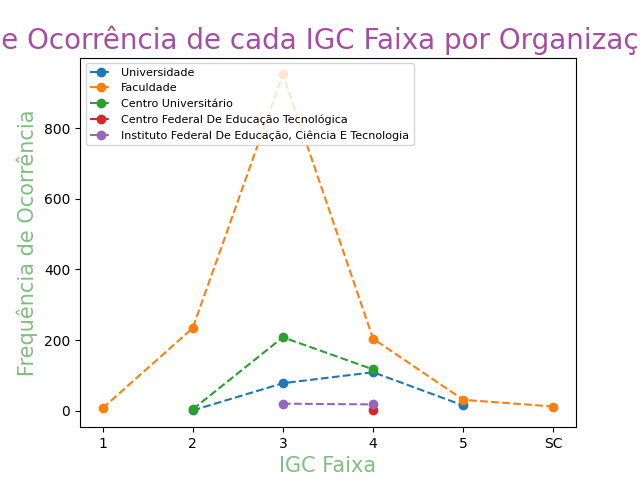 e Ocorrência de cada IGC Faixa por Organizaç
Universidade
Faculdade
Centro Universitário
Centro Federal De Educação Tecnológica
Instituto Federal De Educação, Ciência E Tecnologia
Frequência de Ocorrência
800
600
400
200
0
1 2 3 4 5 SC
IGC Faixa